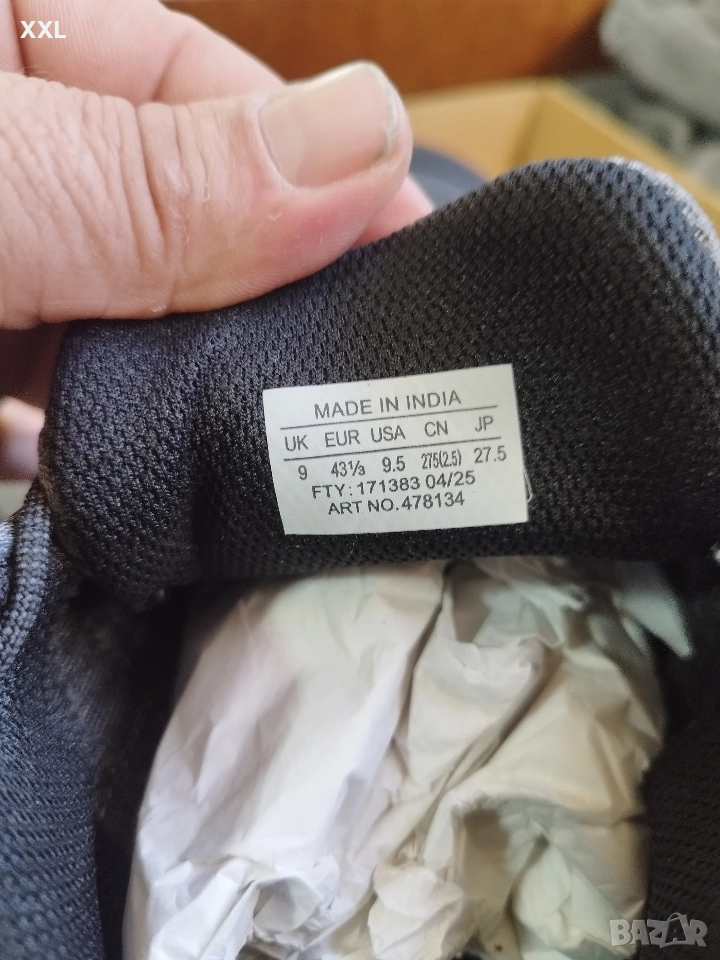 XXL
MADE IN INDIA
UK EUR USA CN JP
9 43⅓ 9.5 275(2.5) 27.5
FTY: 171383 04/25
ART NO.478134
BAZAR